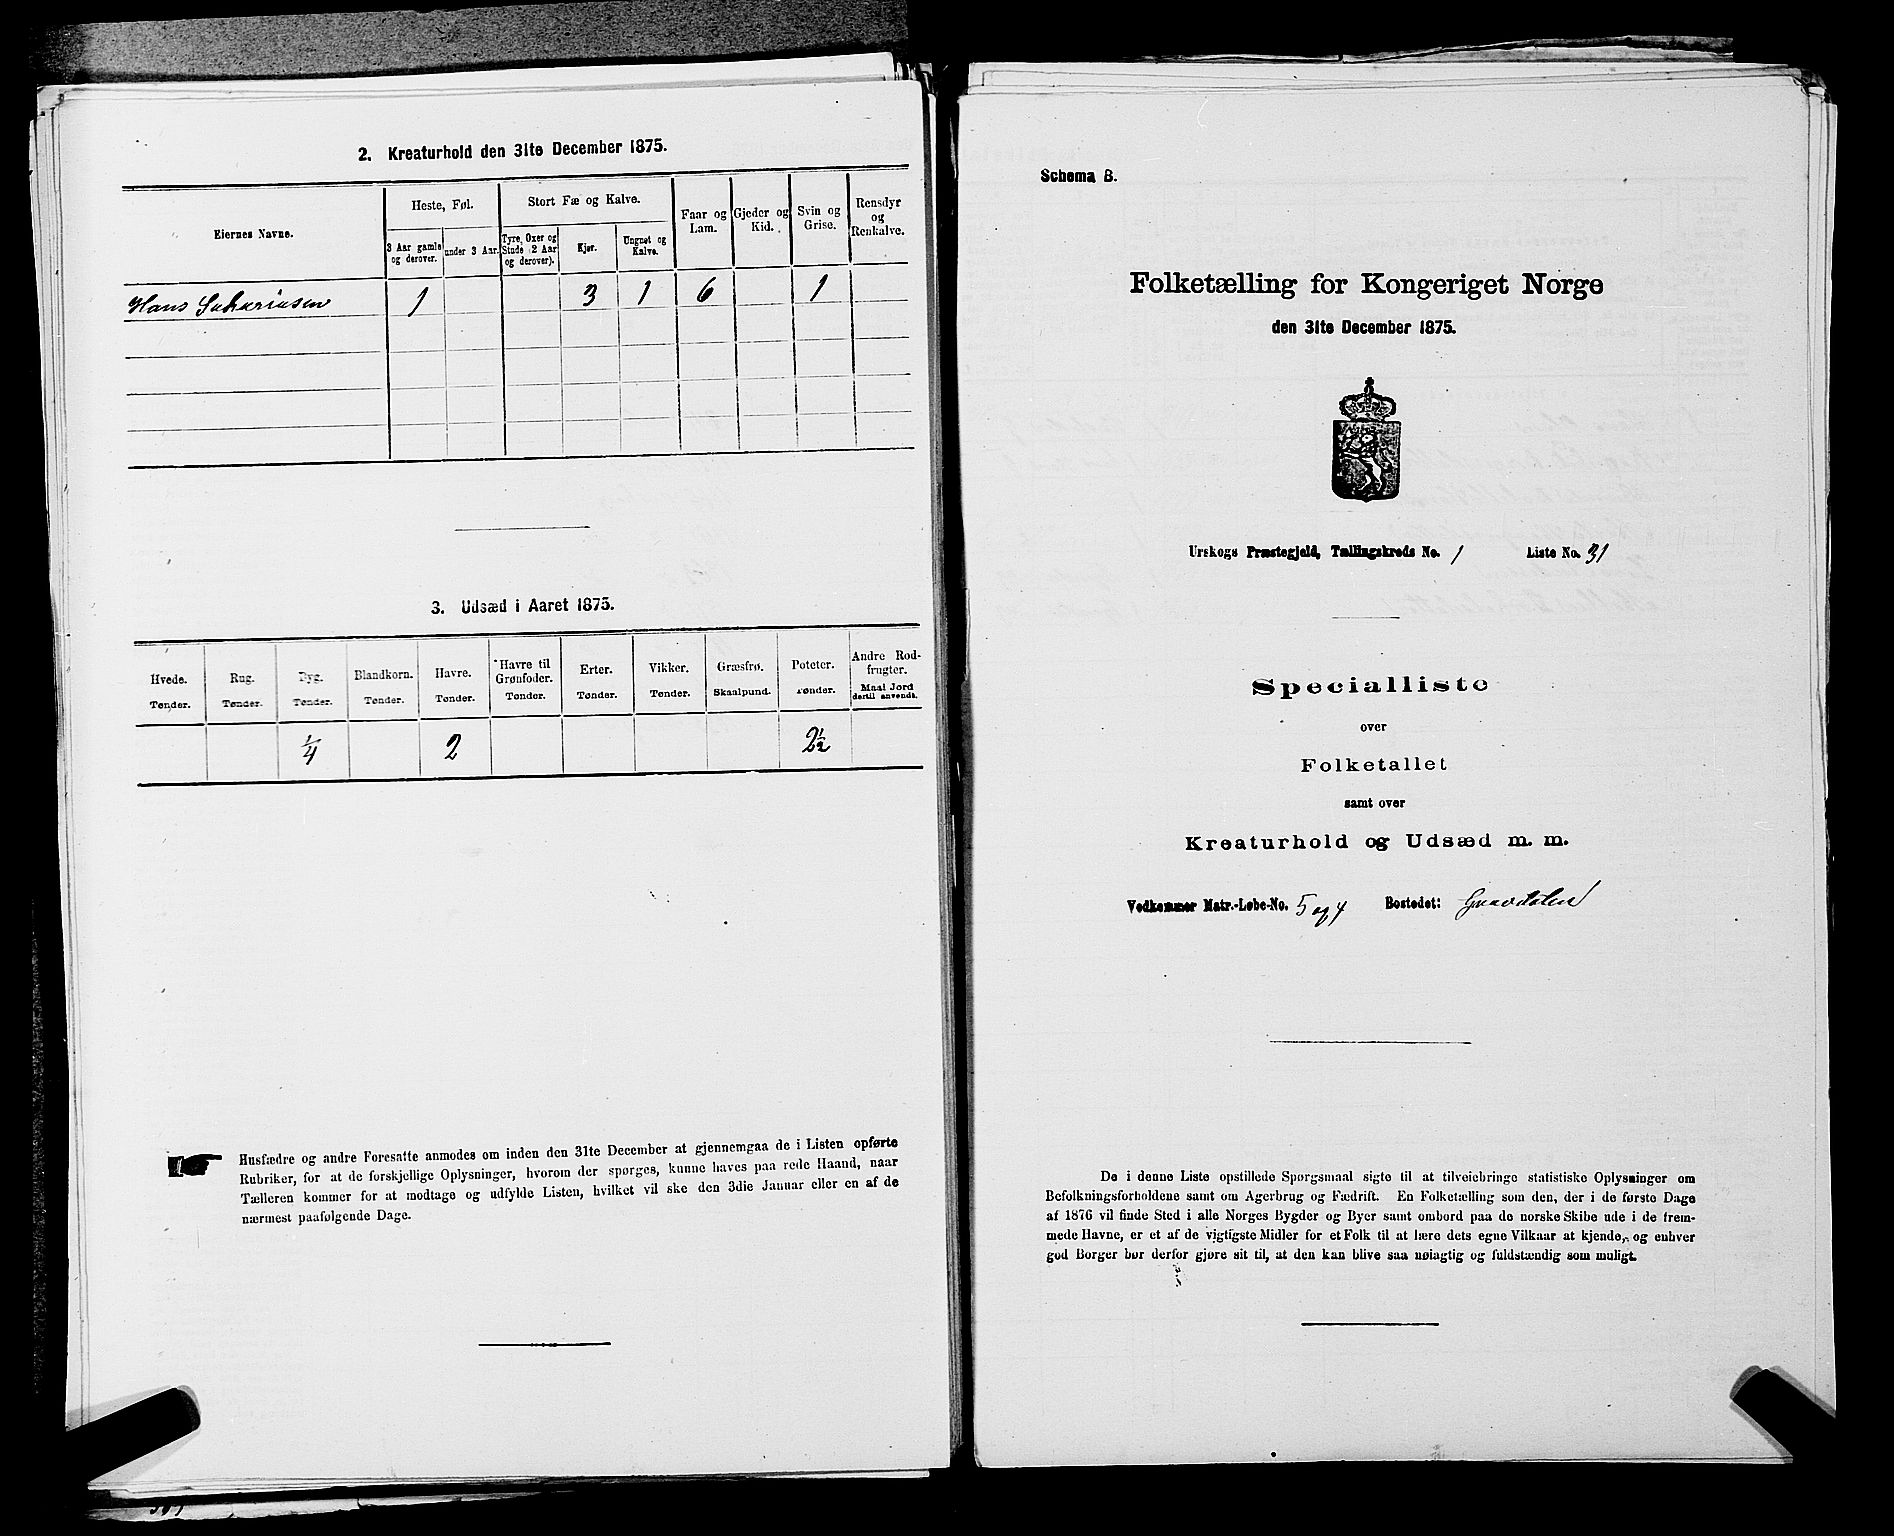 2. Kreaturhold den 31te December 1875.
Eiernes Navne.
Heste, Føl.
3 Aar gamle og derover.
under 3 Aar.
Stort Fæ og Kalve.
Tyre, Oxer og Stude (2 Aar og derover).
Kjør.
Ungnøt og Kalve.
Faar og Lam.
Gjeder og Kid.
Svin og Grise.
Rensdyr og Renkalve.
Hans Sakariasen 1 3 1 6 1
3. Udsæd i Aaret 1875.
Hvede. Tønder.
Rug. Tønder.
Byg. Tønder.
Blandkorn. Tønder.
Havre. Tønder.
Havre til Grønfoder. Tønder.
Erter. Tønder.
Vikker. Tønder.
Græsfrø. Skaalpund.
Poteter. Tønder.
Andre Rodfrugter. Maal Jord dertil anvendt.
1/4 2 2 1/2
Husfædre og andre Foresatte anmodes om inden den 31te December at gjennemgaa de i Listen opførte
Rubriker, for at de forskjellige Oplysninger, hvorom der spørges, kunne haves paa rede Haand, naar
Tælleren kommer for at modtage og udfylde Listen, hvilket vil ske den 3die Januar eller en af de
nærmest paafølgende Dage.
Schema B.
Folketælling for Kongeriget Norge
den 31te December 1875.
Urskogs Præstegjeld, Tællingskreds No. 1 Liste No. 31
Specialliste
over
Folketallet
samt over
Kreaturhold og Udsæd m. m.
Vedkommer Matr.-Løbe-No. 5 og 4 Bostedet:
De i denne Liste opstillede Spørgsmaal sigte til at tilveiebringe statistiske Oplysninger om
Befolkningsforholdene samt om Agerbrug og Fædrift. En Folketælling som den, der i de første Dage
af 1876 vil finde Sted i alle Norges Bygder og Byer samt ombord paa de norske Skibe ude i de frem-
mede Havne, er et af de vigtigste Midler for et Folk til at lære dets egne Vilkaar at kjende, og enhver
god Borger bør derfor gjøre sit til, at den kan blive saa nøiagtig og fuldstændig som muligt.